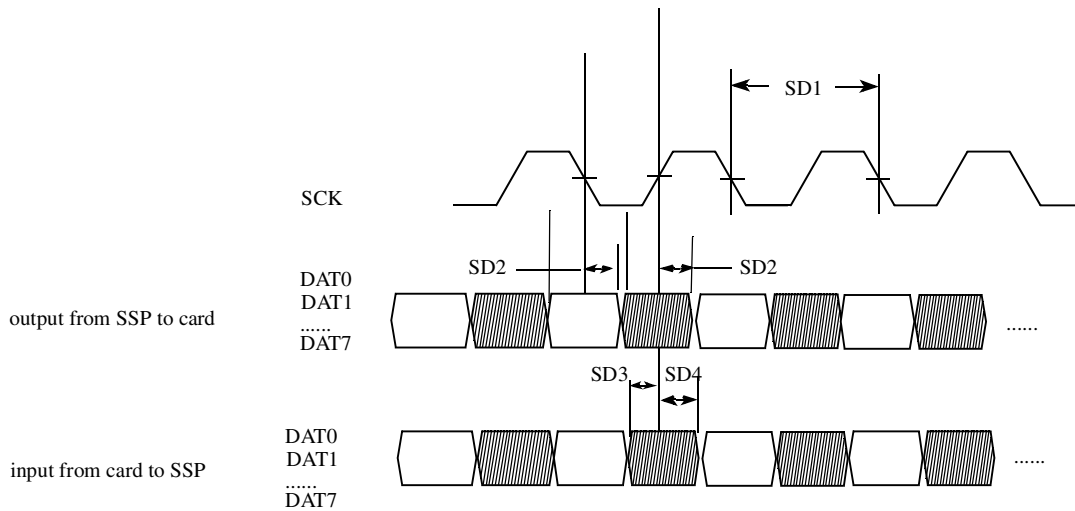 SD1
SCK
SD2
SD2
DAT0
DAT1
output from SSP to card
......
DAT7
......
SD3
SD4
DAT0
DAT1
input from card to SSP
......
DAT7
......